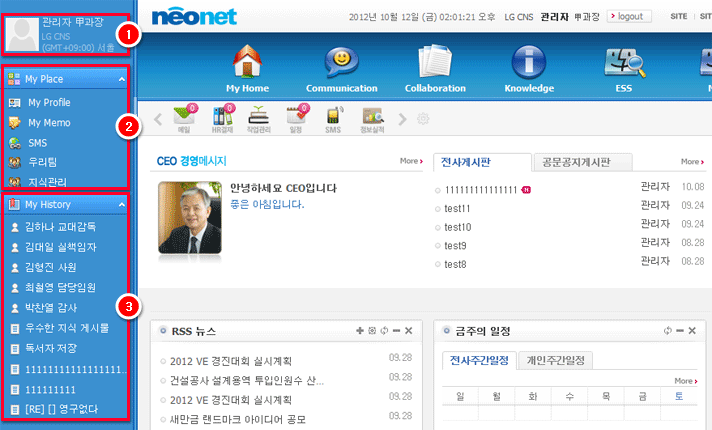 관리자 甲과장
LG CNS
(GMT+09:00) 서울
1
My Place
My Profile
My Memo
SMS
우리팀
지식관리
2
My History
김하나 교대감독
김대일 실책임자
김형진 사원
최철영 담당임원
박찬열 감사
우수한 지식 게시물
독서자 저장
1111111111111111...
111111111
[RE] [] 영구없다
3
neonet
2012년 10월 12일 (금) 02:01:21 오후 LG CNS 관리자 甲과장 logout SITE
My Home Communication Collaboration Knowledge ESS
0 0 0
메일 HR결재 작업관리 일정 SMS 정보실적
CEO 경영메시지 More
안녕하세요 CEO입니다
좋은 아침입니다.
전사게시판 공문공지게시판 More
11111111111111 N 관리자 10.08
test11 관리자 09.24
test10 관리자 09.24
test9 관리자 08.28
test8 관리자 08.28
RSS 뉴스
2012 VE 경진대회 실시계획 09.28
건설공사 설계용역 투입인원수 산... 09.28
2012 VE 경진대회 실시계획 09.28
새만금 랜드마크 아이디어 공모 09.28
금주의 일정
전사주간일정 개인주간일정
More
일 월 화 수 목 금 토